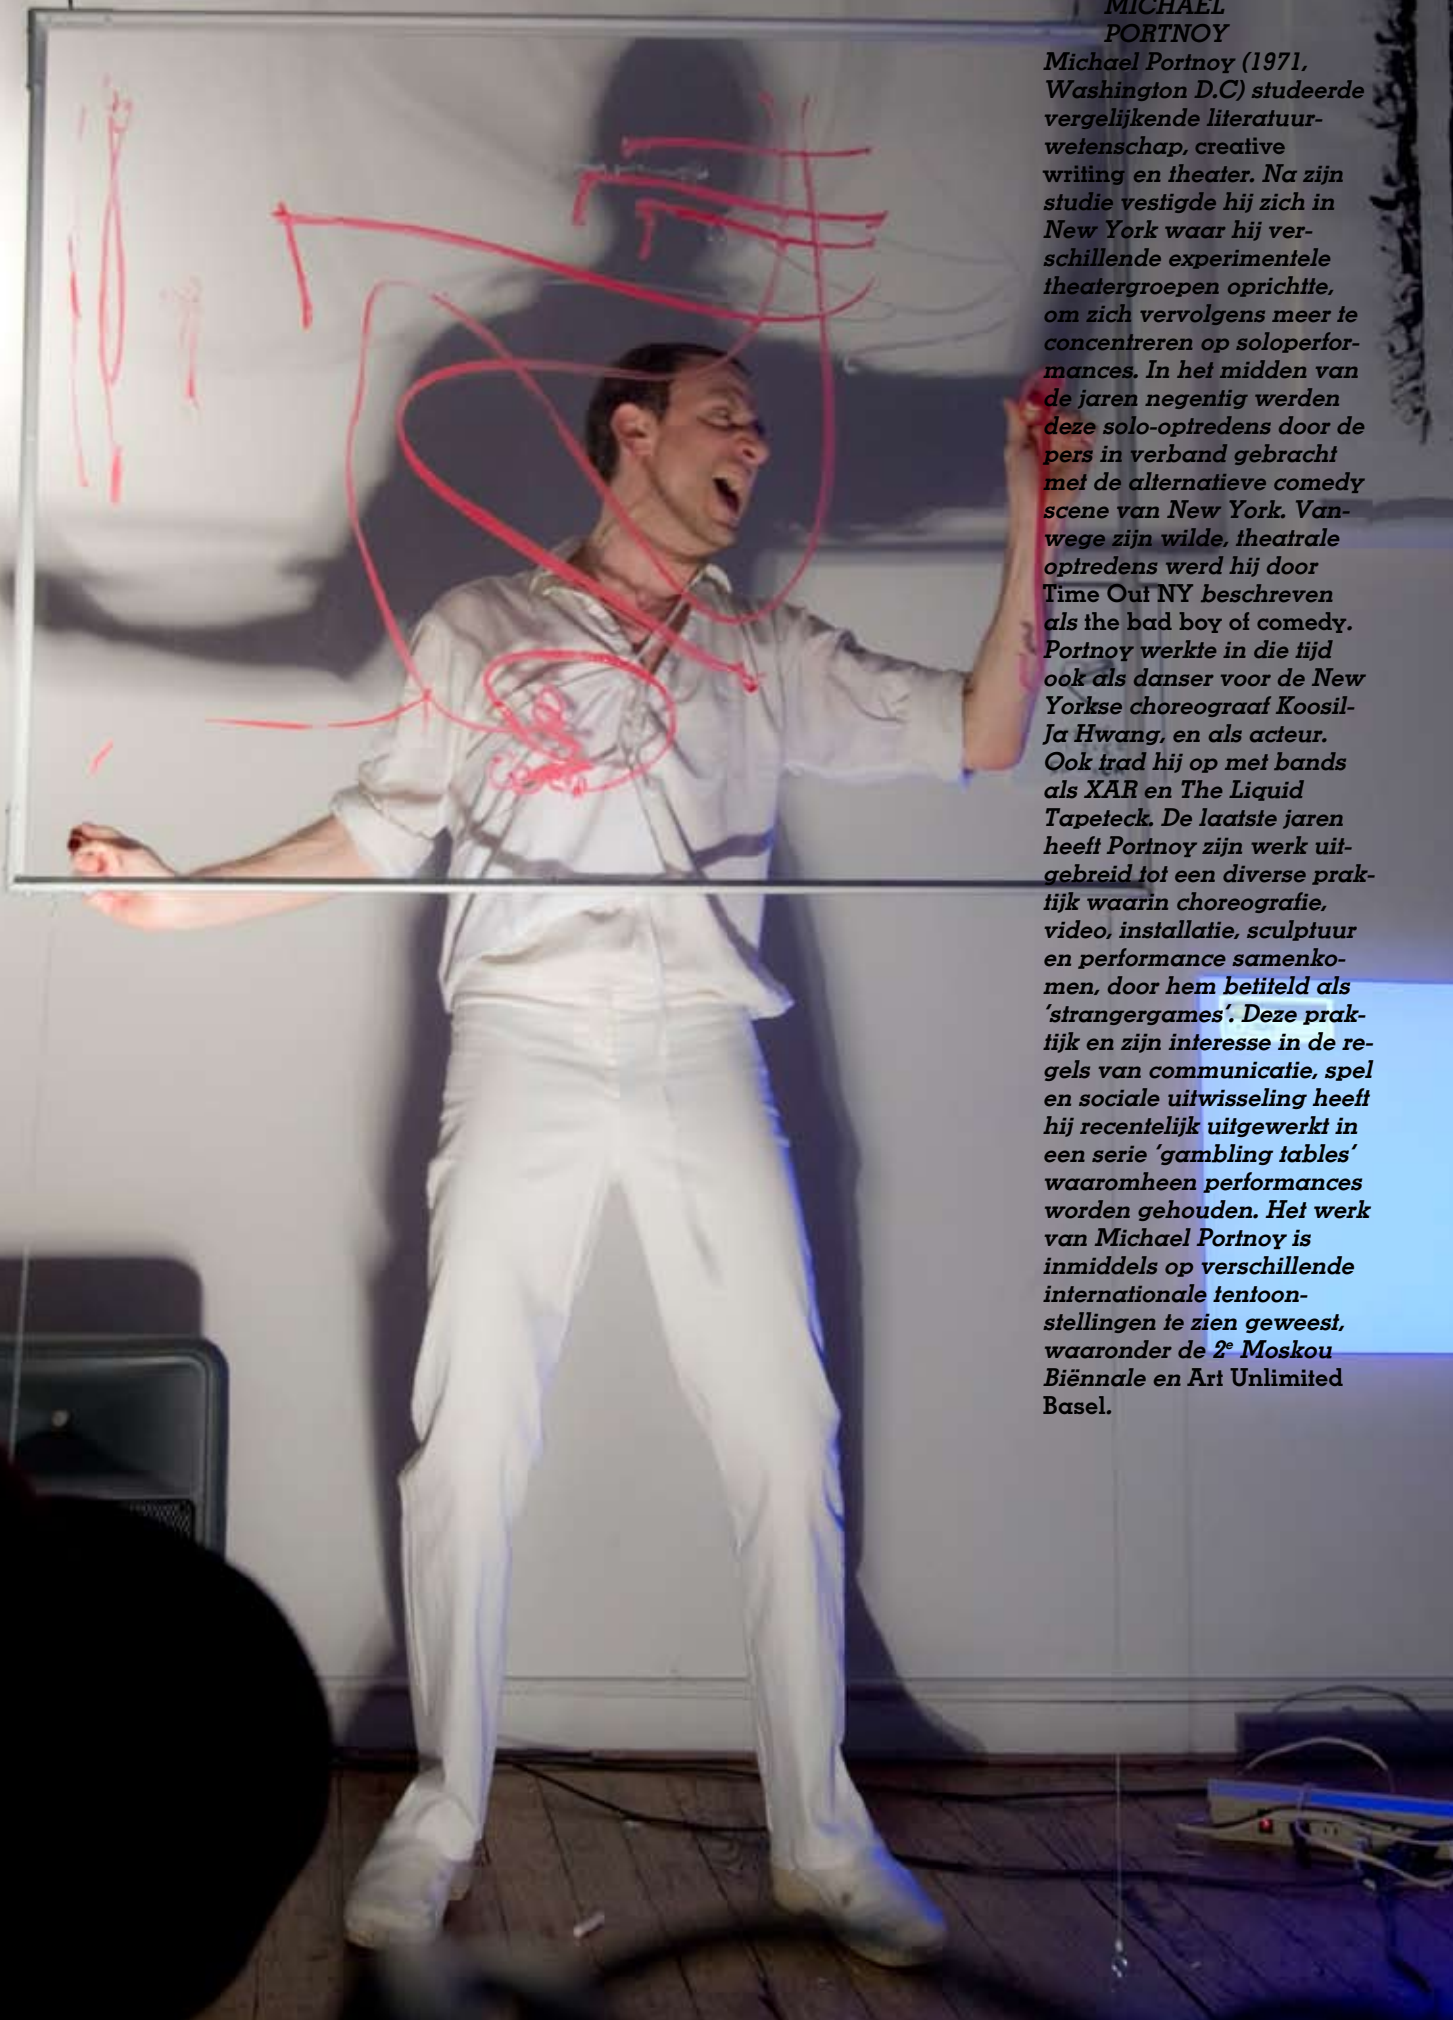 MICHAEL
PORTNOY
Michael Portnoy (1971,
Washington D.C) studeerde
vergelijkende literatuur-
wetenschap, creative
writing en theater. Na zijn
studie vestigde hij zich in
New York waar hij ver-
schillende experimentele
theatergroepen oprichtte,
om zich vervolgens meer te
concentreren op soloperfor-
mances. In het midden van
de jaren negentig werden
deze solo-optredens door de
pers in verband gebracht
met de alternatieve comedy
scene van New York. Van-
wege zijn wilde, theatrale
optredens werd hij door
Time Out NY beschreven
als the bad boy of comedy.
Portnoy werkte in die tijd
ook als danser voor de New
Yorkse choreograaf Koosil-
Ja Hwang, en als acteur.
Ook trad hij op met bands
als XAR en The Liquid
Tapeteck. De laatste jaren
heeft Portnoy zijn werk uit-
gebreid tot een diverse prak-
tijk waarin choreografie,
video, installatie, sculptuur
en performance samenko-
men, door hem betiteld als
‘strangergames’. Deze prak-
tijk en zijn interesse in de re-
gels van communicatie, spel
en sociale uitwisseling heeft
hij recentelijk uitgewerkt in
een serie ‘gambling tables’
waaromheen performances
worden gehouden. Het werk
van Michael Portnoy is
inmiddels op verschillende
internationale tentoon-
stellingen te zien geweest,
waaronder de 2e Moskou
Biënnale en Art Unlimited
Basel.